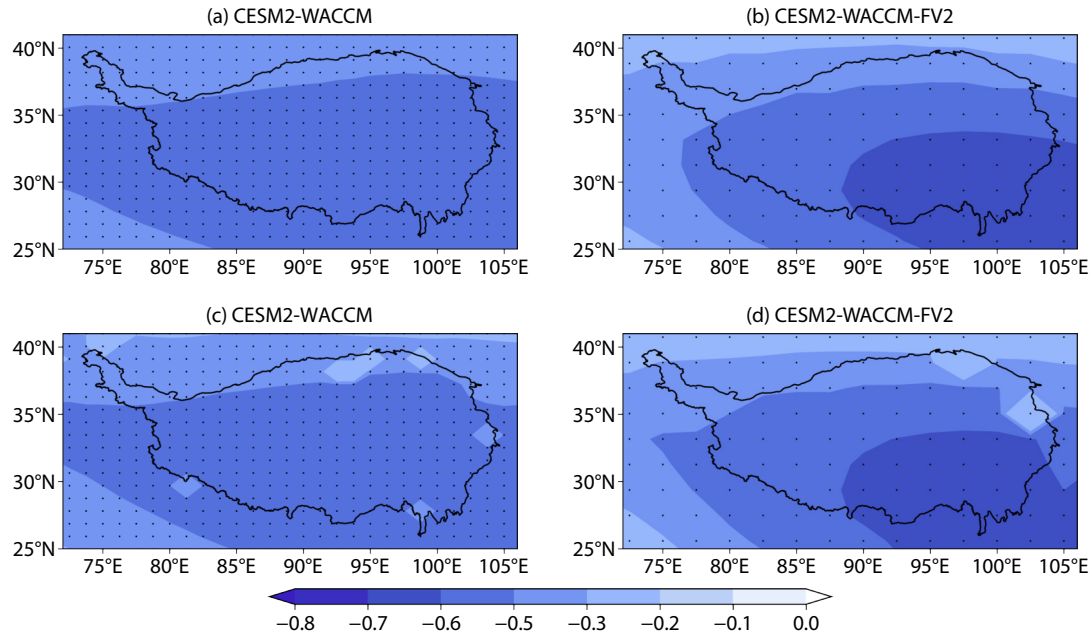 (a) CESM2-WACCM
(b) CESM2-WACCM-FV2
40°N
35°N
30°N
25°N
75°E 80°E 85°E 90°E 95°E 100°E 105°E
40°N
35°N
30°N
25°N
75°E 80°E 85°E 90°E 95°E 100°E 105°E
(c) CESM2-WACCM
(d) CESM2-WACCM-FV2
40°N
35°N
30°N
25°N
75°E 80°E 85°E 90°E 95°E 100°E 105°E
40°N
35°N
30°N
25°N
75°E 80°E 85°E 90°E 95°E 100°E 105°E
−0.8 −0.7 −0.6 −0.5 −0.3 −0.2 −0.1 0.0